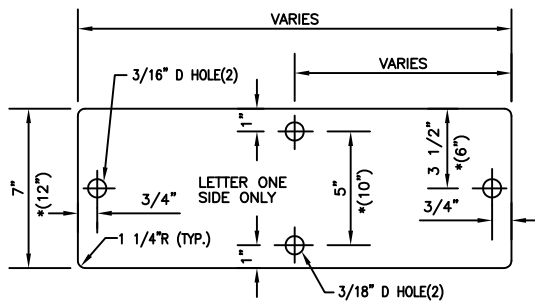 VARIES
VARIES
3/16" D HOLE(2)
1"
3 1/2"
*(6")
7"
*(12")
3/4"
LETTER ONE
SIDE ONLY
5"
*(10")
3/4"
1 1/4"R (TYP.)
1"
3/18" D HOLE(2)